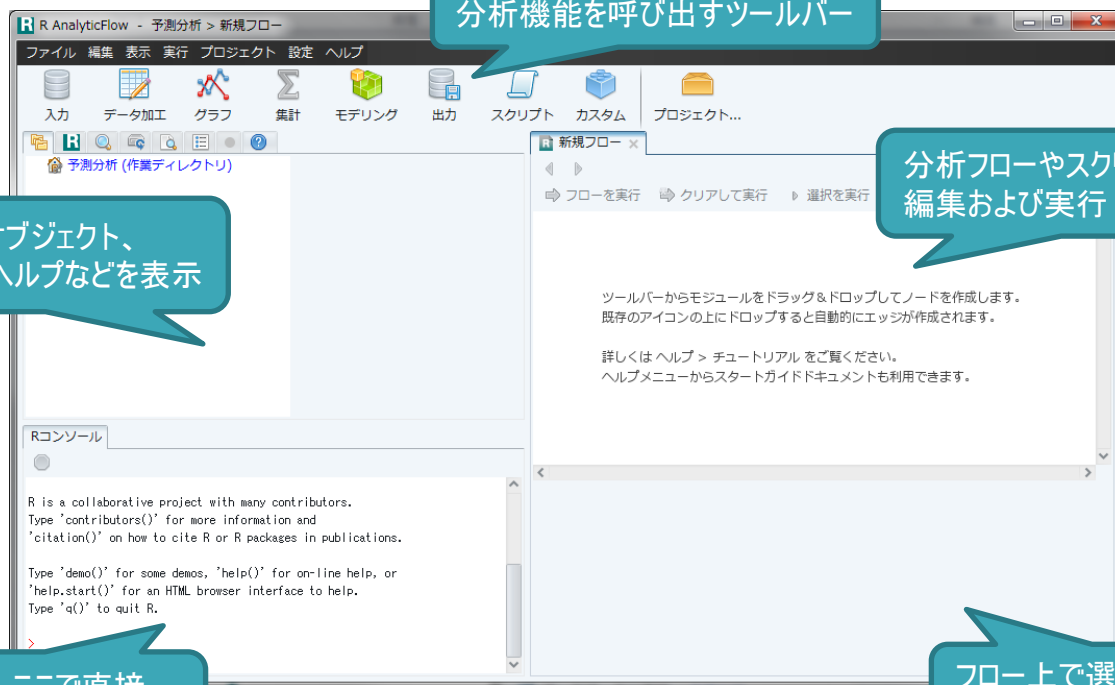 分析機能を呼び出すツールバー
R AnalyticFlow - 予測分析 > 新規フロー
ファイル 編集 表示 実行 プロジェクト 設定 ヘルプ
入力 データ加工 グラフ 集計 モデリング 出力 スクリプト カスタム プロジェクト...
予測分析 (作業ディレクトリ)
新規フロー
フローを実行 クリアして実行 選択を実行
分析フローやスクリ
編集および実行
ブジェクト、
ヘルプなどを表示
ツールバーからモジュールをドラッグ&ドロップしてノードを作成します。
既存のアイコンの上にドロップすると自動的にエッジが作成されます。
詳しくは ヘルプ > チュートリアル をご覧ください。
ヘルプメニューからスタートガイドドキュメントも利用できます。
Rコンソール
R is a collaborative project with many contributors.
Type 'contributors()' for more information and
'citation()' on how to cite R or R packages in publications.
Type 'demo()' for some demos, 'help()' for on-line help, or
'help.start()' for an HTML browser interface to help.
Type 'q()' to quit R.
>
ここで直接
フロー上で選